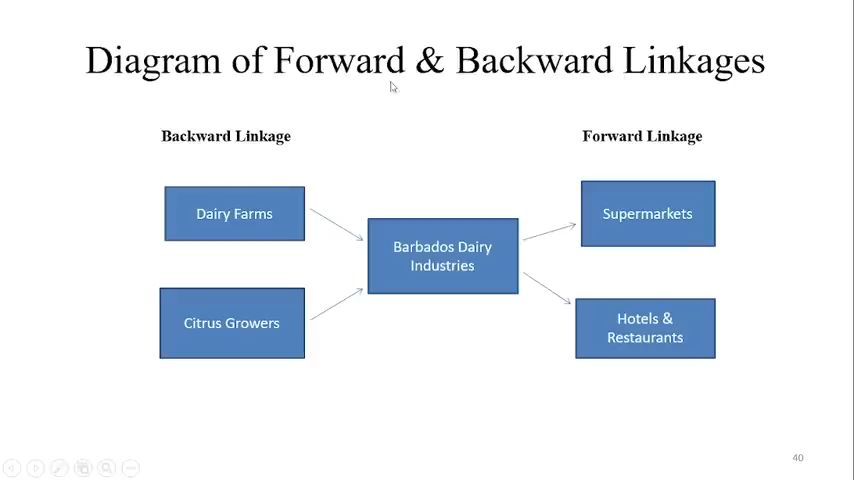 Diagram of Forward & Backward Linkages
Backward Linkage
Forward Linkage
Dairy Farms
Supermarkets
Barbados Dairy
Industries
Citrus Growers
Hotels &
Restaurants
40